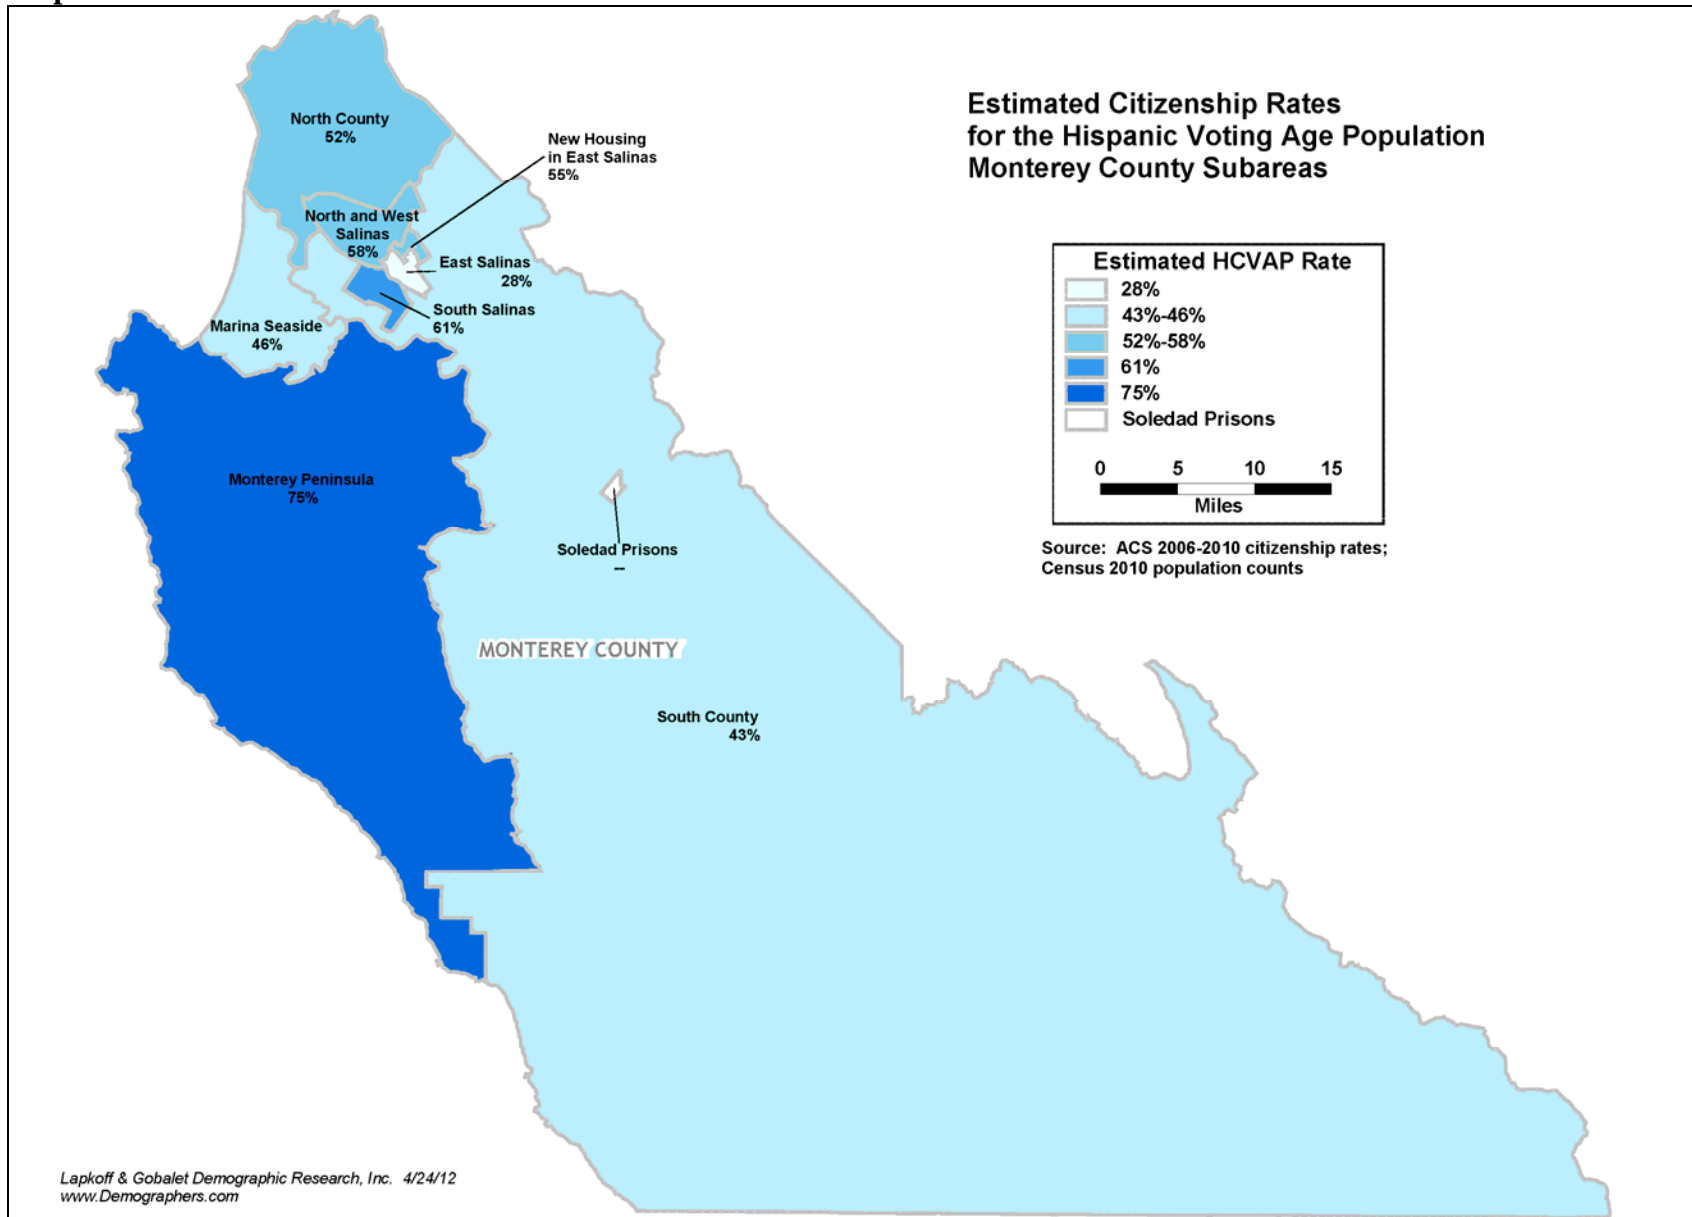 Estimated Citizenship Rates
for the Hispanic Voting Age Population
Monterey County Subareas
North County
52%
New Housing
in East Salinas
55%
North and West
Salinas
58%
East Salinas
28%
South Salinas
61%
Marina Seaside
46%
Monterey Peninsula
75%
Soledad Prisons
--
MONTEREY COUNTY
South County
43%
Estimated HCVAP Rate
28%
43%-46%
52%-58%
61%
75%
Soledad Prisons
0 5 10 15
Miles
Source: ACS 2006-2010 citizenship rates;
Census 2010 population counts
Lapkoff & Gobalet Demographic Research, Inc. 4/24/12
www.Demographers.com